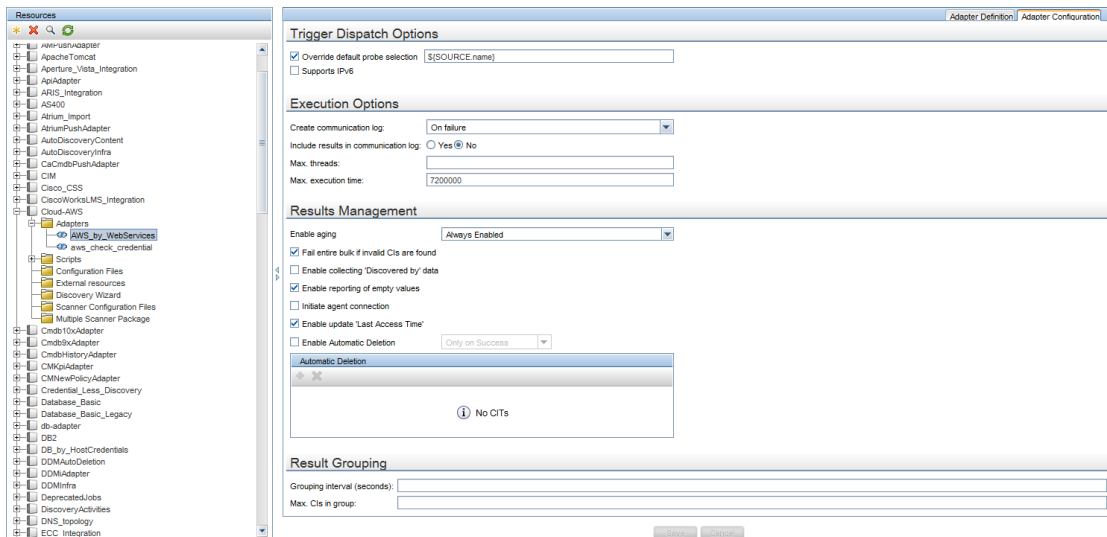 Resources
AMPushAdapter
ApacheTomcat
Aperture_Vista_Integration
ApiAdapter
ARIS_Integration
AS400
Atrium_Import
AtriumPushAdapter
AutoDiscoveryContent
AutoDiscoveryInfra
CaCmdbPushAdapter
CIM
Cisco_CSS
CiscoWorksLMS_Integration
Cloud-AWS
Adapters
AWS_by_WebServices
aws_check_credential
Scripts
Configuration Files
External resources
Discovery Wizard
Scanner Configuration Files
Multiple Scanner Package
Cmdb10xAdapter
Cmdb9xAdapter
CmdbHistoryAdapter
CMKpiAdapter
CMNewPolicyAdapter
Credential_Less_Discovery
Database_Basic
Database_Basic_Legacy
db-adapter
DB2
DB_by_HostCredentials
DDMAutoDeletion
DDMiAdapter
DDMInfra
DeprecatedJobs
DiscoveryActivities
DNS_topology
ECC_Integration
Adapter Definition Adapter Configuration
Trigger Dispatch Options
Override default probe selection ${SOURCE.name}
Supports IPv6
Execution Options
Create communication log: On failure
Include results in communication log: Yes No
Max. threads:
Max. execution time: 7200000
Results Management
Enable aging Always Enabled
Fail entire bulk if invalid CIs are found
Enable collecting 'Discovered by' data
Enable reporting of empty values
Initiate agent connection
Enable update 'Last Access Time'
Enable Automatic Deletion Only on Success
Automatic Deletion
No CITs
Result Grouping
Grouping interval (seconds):
Max. CIs in group:
Save Cancel